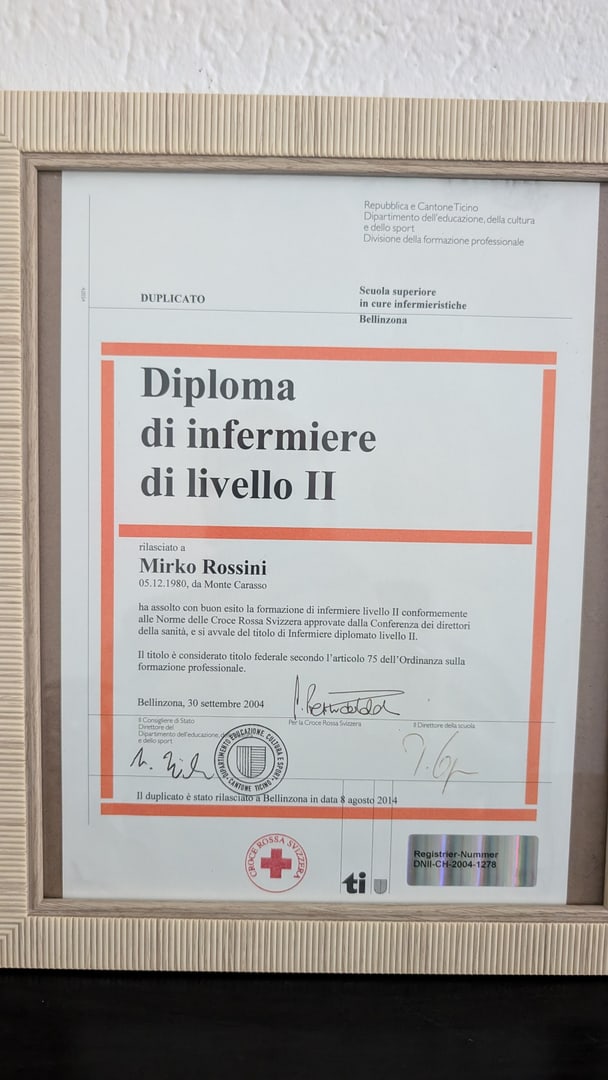 Repubblica e Cantone Ticino
Dipartimento dell'educazione, della cultura
e dello sport
Divisione della formazione professionale
DUPLICATO
Scuola superiore
in cure infermieristiche
Bellinzona
Diploma
di infermiere
di livello II
rilasciato a
Mirko Rossini
05.12.1980, da Monte Carasso
ha assolto con buon esito la formazione di infermiere livello II conformemente
alle Norme delle Croce Rossa Svizzera approvate dalla Conferenza dei direttori
della sanità, e si avvale del titolo di Infermiere diplomato livello II.
Il titolo è considerato titolo federale secondo l'articolo 75 dell'Ordinanza sulla
formazione professionale.
Bellinzona, 30 settembre 2004
Il Consigliere di Stato
Direttore del
Dipartimento dell'educazione, d
e dello sport
Per la Croce Rossa Svizzera
Il Direttore della scuola
DIPARTIMENTO EDUCAZIONE CULTURA E SPORT
CANTONE TICINO
Il duplicato è stato rilasciato a Bellinzona in data 8 agosto 2014
CROCE ROSSA SVIZZERA
ti
Registrier-Nummer
DNII-CH-2004-1278